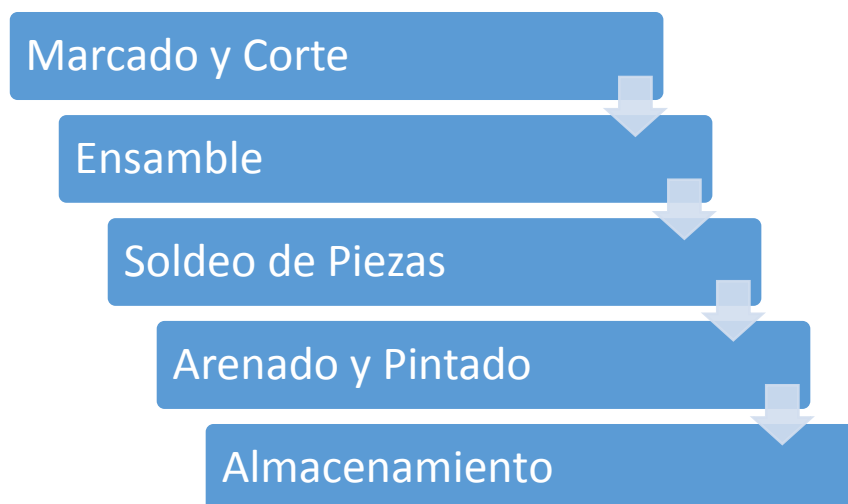 Marcado y Corte
Ensamble
Soldeo de Piezas
Arenado y Pintado
Almacenamiento